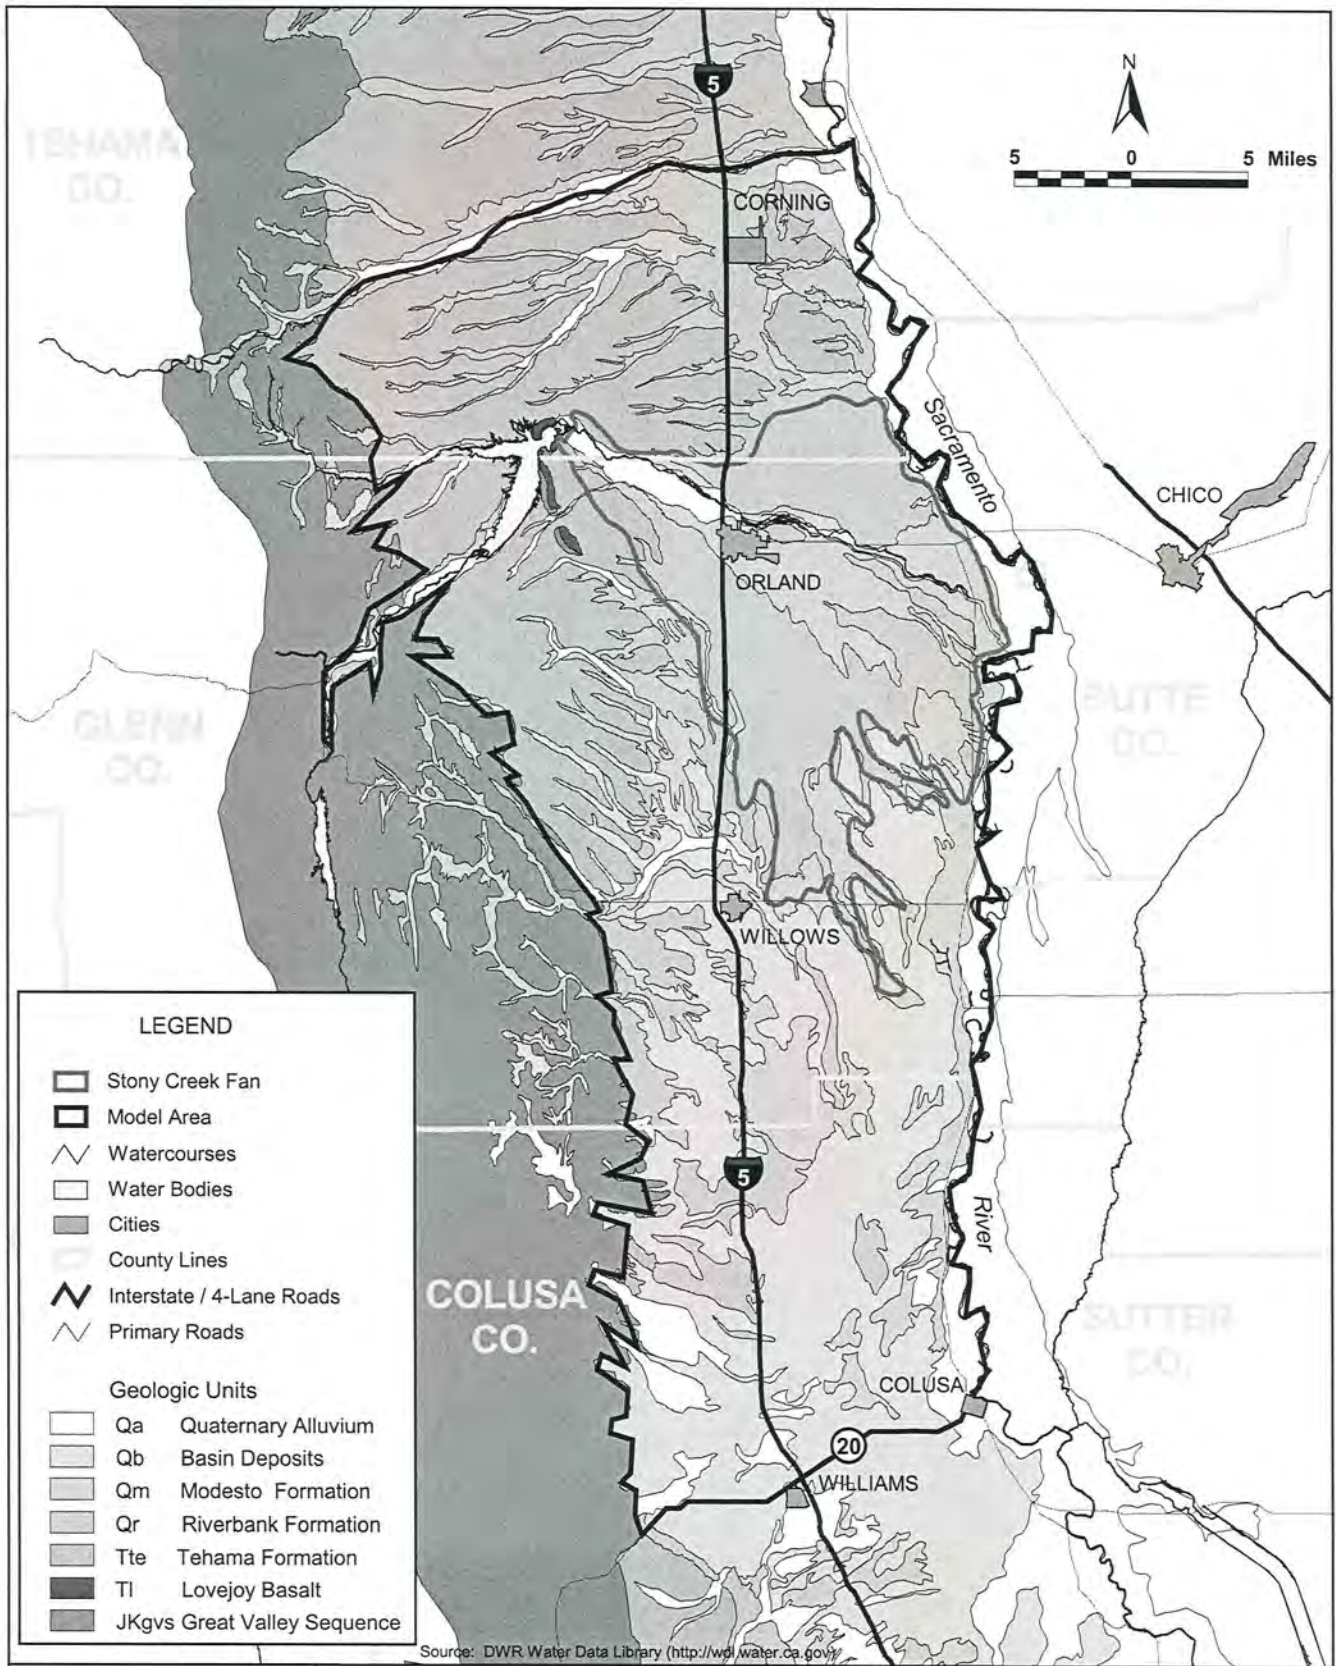 N
5 0 5 Miles
5
TEHAMA
CO.
CORNING
Sacramento
CHICO
ORLAND
GLENN
CO.
BUTTE
CO.
WILLOWS
LEGEND
Stony Creek Fan
Model Area
Watercourses
Water Bodies
Cities
County Lines
Interstate / 4-Lane Roads
Primary Roads
Geologic Units
Qa Quaternary Alluvium
Qb Basin Deposits
Qm Modesto Formation
Qr Riverbank Formation
Tte Tehama Formation
Tl Lovejoy Basalt
JKgvs Great Valley Sequence
5
River
COLUSA
CO.
SUTTER
CO.
COLUSA
20
WILLIAMS
Source: DWR Water Data Library (http://wdl.water.ca.gov)